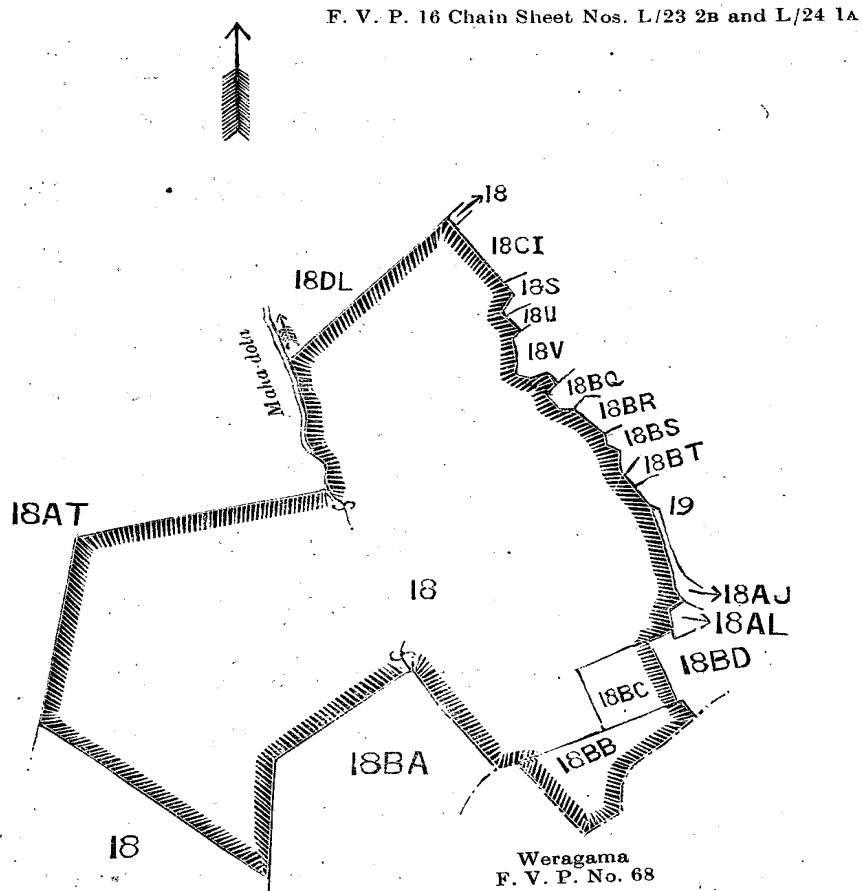 F. V. P. 16 Chain Sheet Nos. L/23 2B and L/24 1A
18
18CI
18DL
18S
18U
18V
Maha-dola
18BQ
18BR
18BS
18BT
18AT
19
18
18AJ
18AL
18BD
18BC
18BB
18BA
18
Weragama
F. V. P. No. 68